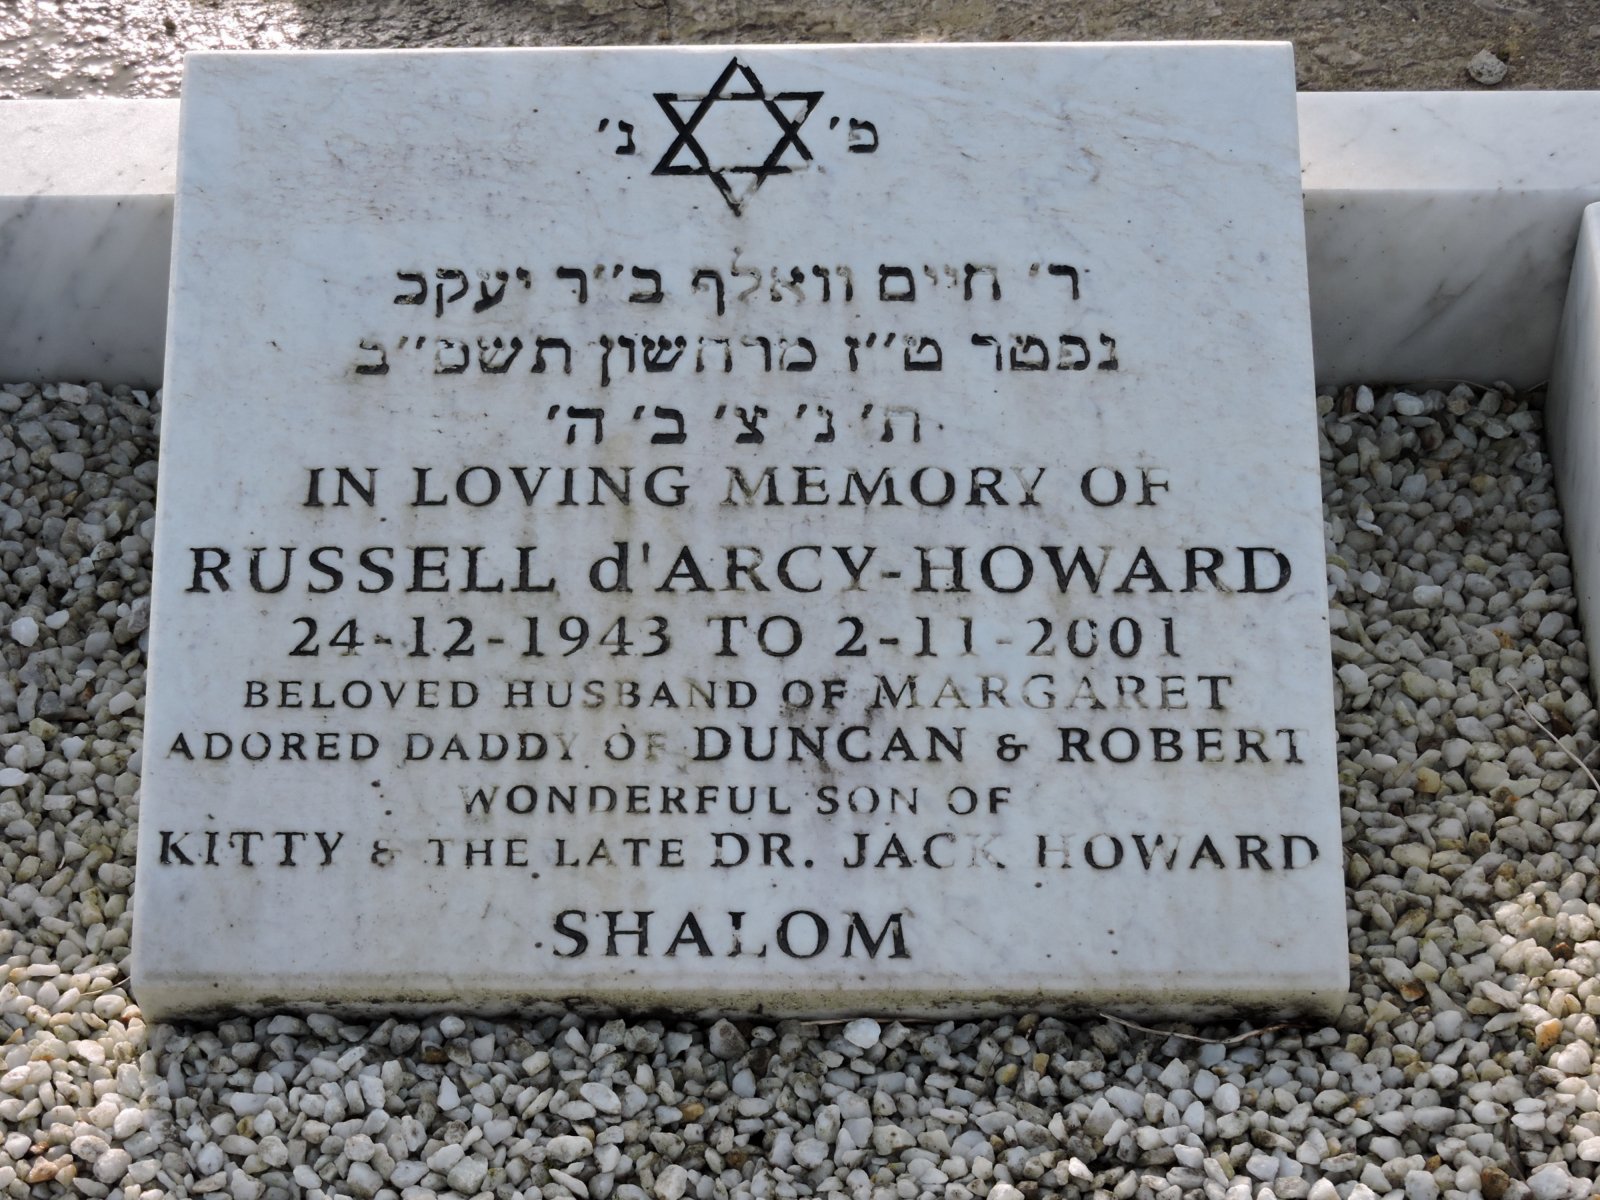 פ׳ נ׳
ר׳ חיים וואלף ב״ר יעקב
נפטר ט״ז מרחשון תשס״ב
ת׳ נ׳ צ׳ ב׳ ה׳
IN LOVING MEMORY OF
RUSSELL d'ARCY-HOWARD
24-12-1943 TO 2-11-2001
BELOVED HUSBAND OF MARGARET
ADORED DADDY OF DUNCAN & ROBERT
WONDERFUL SON OF
KITTY & THE LATE DR. JACK HOWARD
SHALOM